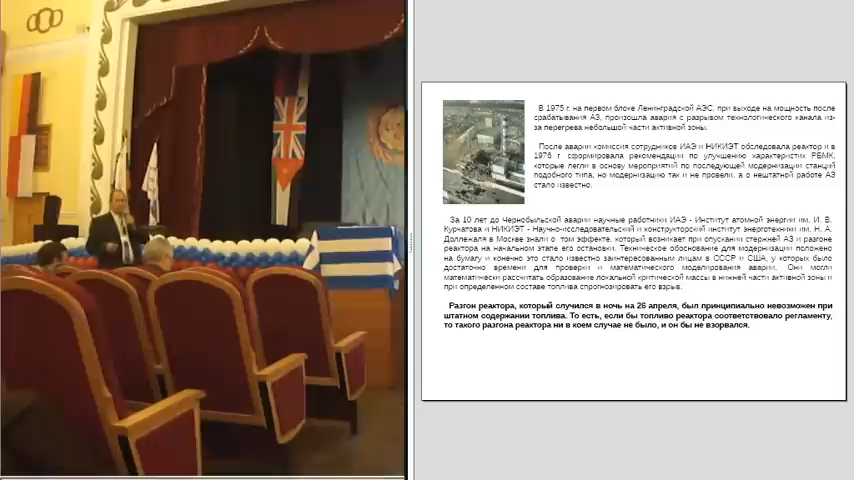 В 1975 г. на первом блоке Ленинградской АЭС, при выходе на мощность после
срабатывания АЗ, произошла авария с разрывом технологического канала из-
за перегрева небольшой части активной зоны.
После аварии комиссия сотрудников ИАЭ и НИКИЭТ обследовала реактор и в
1976 г. сформировала рекомендации по улучшению характеристик РБМК,
которые легли в основу мероприятий по последующей модернизации станций
подобного типа, но модернизацию так и не провели, а о нештатной работе АЗ
стало известно.
За 10 лет до Чернобыльской аварии научные работники ИАЭ - Институт атомной энергии им. И. В.
Курчатова и НИКИЭТ - Научно-исследовательский и конструкторский институт энерготехники им. Н. А.
Доллежаля в Москве знали о том эффекте, который возникает при опускании стержней АЗ и разгоне
реактора на начальном этапе его остановки. Техническое обоснование для модернизации положено
на бумагу и конечно это стало известно заинтересованным лицам в СССР и США, у которых было
достаточно времени для проверки и математического моделирования аварии. Они могли
математически рассчитать образование локальной критической массы в нижней части активной зоны и
при определенном составе топлива спрогнозировать его взрыв.
Разгон реактора, который случился в ночь на 26 апреля, был принципиально невозможен при
штатном содержании топлива. То есть, если бы топливо реактора соответствовало регламенту,
то такого разгона реактора ни в коем случае не было, и он бы не взорвался.